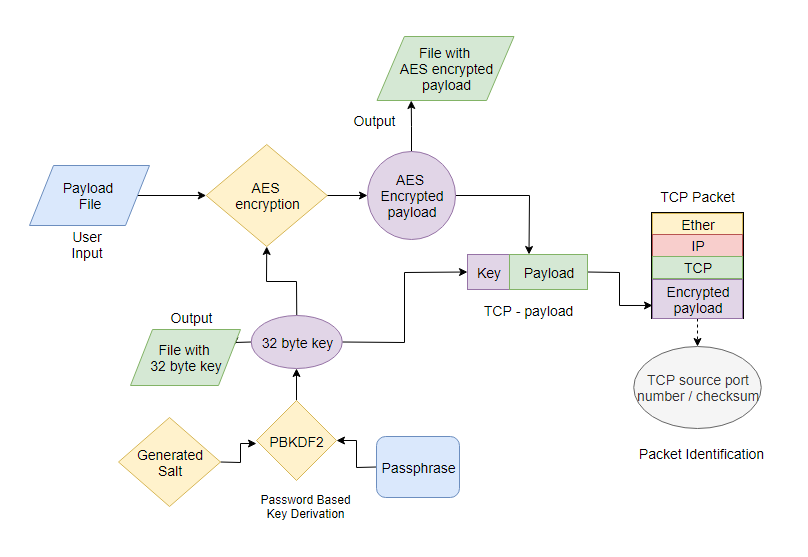 File with
AES encrypted
payload
Output
Payload
File
User
Input
AES
encryption
AES
Encrypted
payload
TCP Packet
Ether
IP
TCP
Encrypted
payload
Key
Payload
TCP - payload
Output
File with
32 byte key
32 byte key
TCP source port
number / checksum
Packet Identification
Generated
Salt
PBKDF2
Passphrase
Password Based
Key Derivation